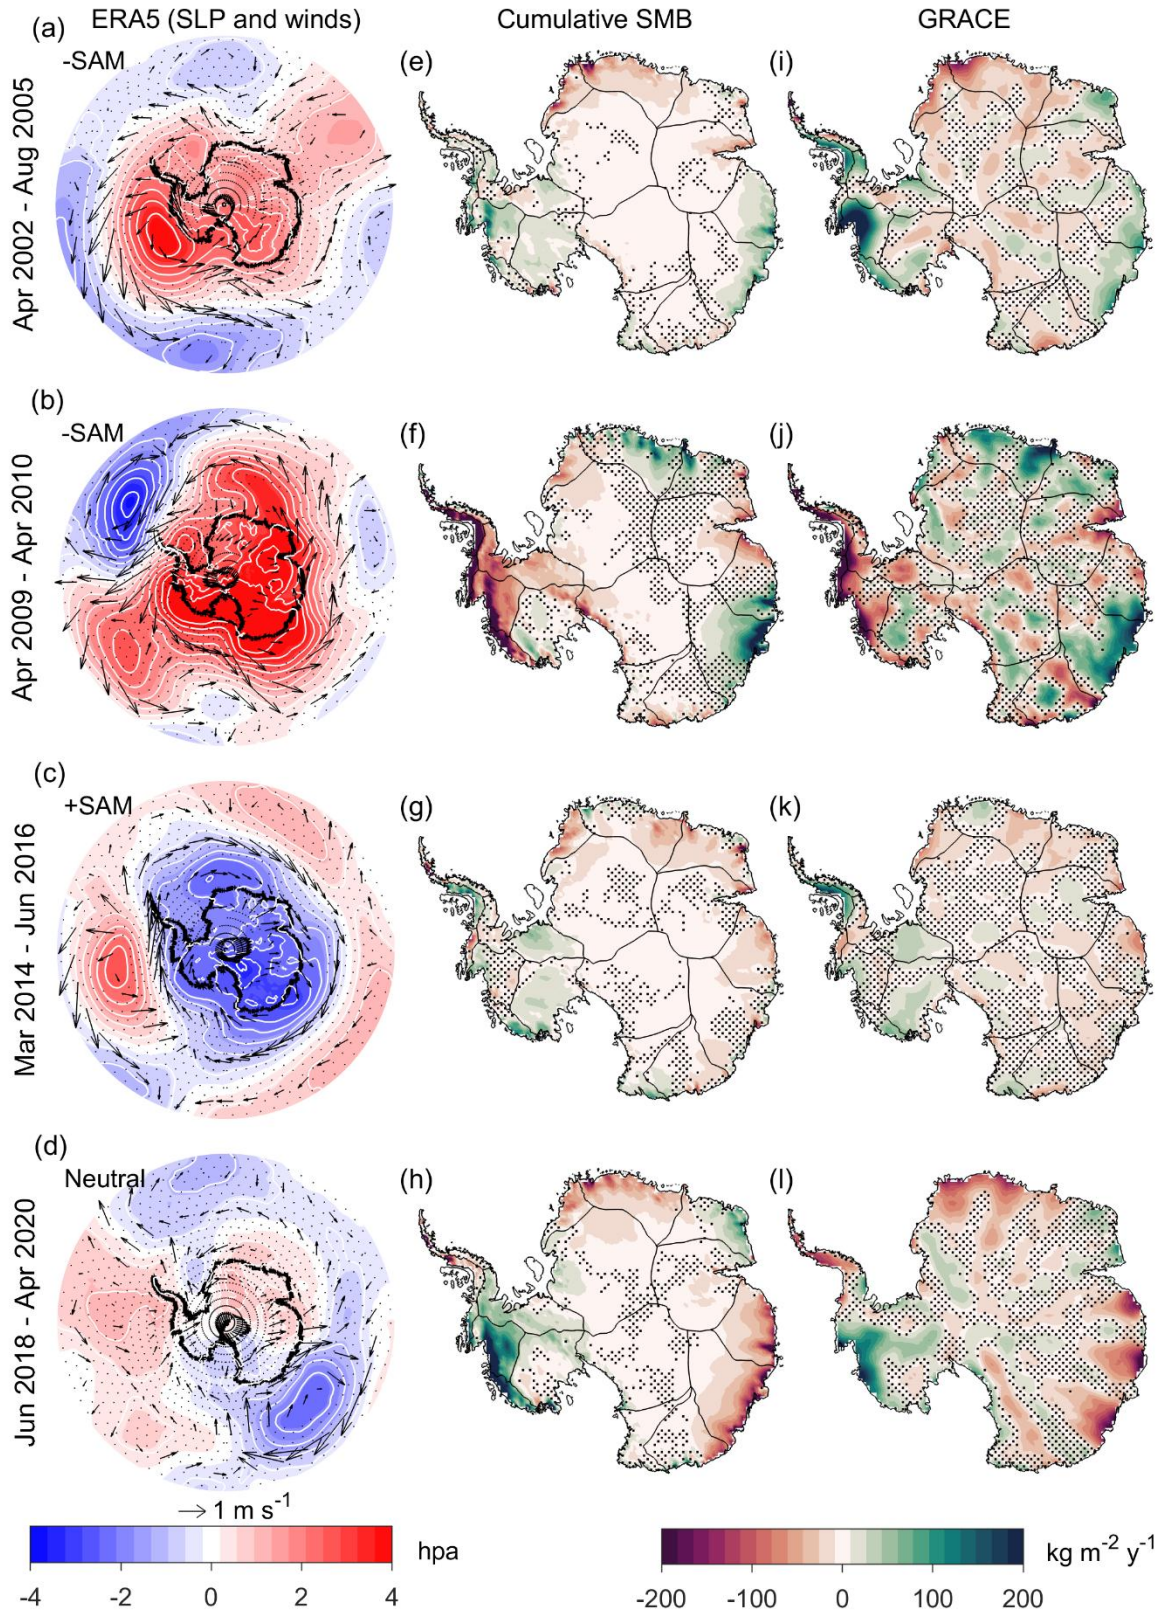 ERA5 (SLP and winds)
Cumulative SMB
GRACE
Apr 2002 - Aug 2005
(a)
-SAM
(e)
(i)
Apr 2009 - Apr 2010
(b)
-SAM
(f)
(j)
Mar 2014 - Jun 2016
(c)
+SAM
(g)
(k)
Jun 2018 - Apr 2020
(d)
Neutral
(h)
(l)
1 m s⁻¹
hpa
-4 -2 0 2 4
kg m⁻² y⁻¹
-200 -100 0 100 200